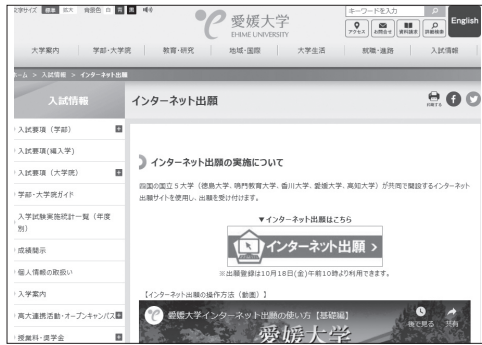 文字サイズ 標準 拡大 背景色 白 青 黒
愛媛大学
EHIME UNIVERSITY
キーワードを入力
アクセス お問合せ 資料請求 詳細検索
English
大学案内 学部・大学院 教育・研究 地域・国際 大学生活 就職・進路 入試情報
ホーム > 入試情報 > インターネット出願
入試情報
インターネット出願
印刷する
入試要項（学部）
入試要項(編入学)
入試要項（大学院）
学部・大学院ガイド
入学試験実施統計一覧（年度
別）
成績開示
個人情報の取扱い
入学案内
高大連携活動・オープンキャンパス
授業料・奨学金
インターネット出願の実施について
四国の国立５大学（徳島大学、鳴門教育大学、香川大学、愛媛大学、高知大学）が共同で開設するインターネット
出願サイトを使用し、出願を受け付けます。
▼インターネット出願はこちら
インターネット出願 >
※出願登録は10月18日(金)午前10時より利用できます。
【インターネット出願の操作方法（動画）】
愛媛大学インターネット出願の使い方【基礎編】
後で見る 共有
愛媛大学